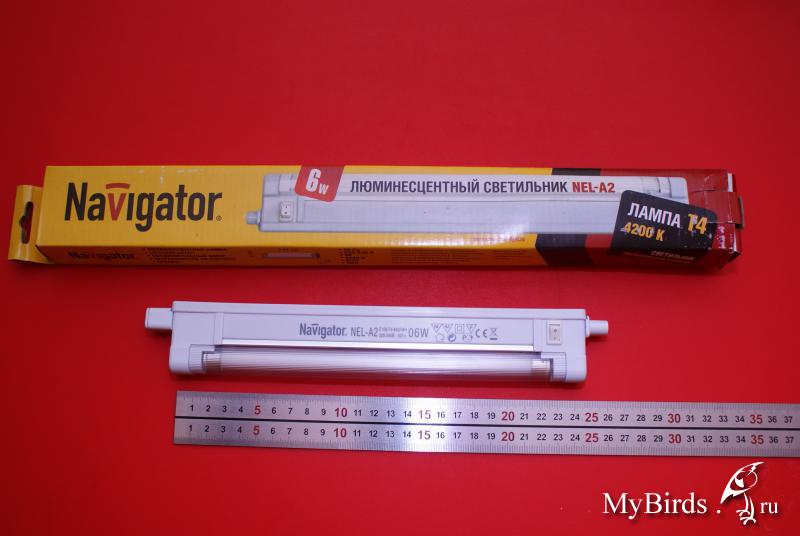 6W
ЛЮМИНЕСЦЕНТНЫЙ СВЕТИЛЬНИК NEL-A2
Navigator
ЛАМПА T4
4200 K
СВЕТИЛЬНИК
Navigator
Navigator NEL-A2 06W CE
1 2 3 4 5 6 7 8 9 10 11 12 13 14 15 16 17 18 19 20 21 22 23 24 25 26 27 28 29 30 31 32 33 34 35 36 37
1 2 3 4 5 6 7 8 9 10 11 12 13 14 15 16 17 18 19 20 21 22 23 24 25 26 27 28 29 30 31 32 33 34 35 36 37
MyBirds.ru